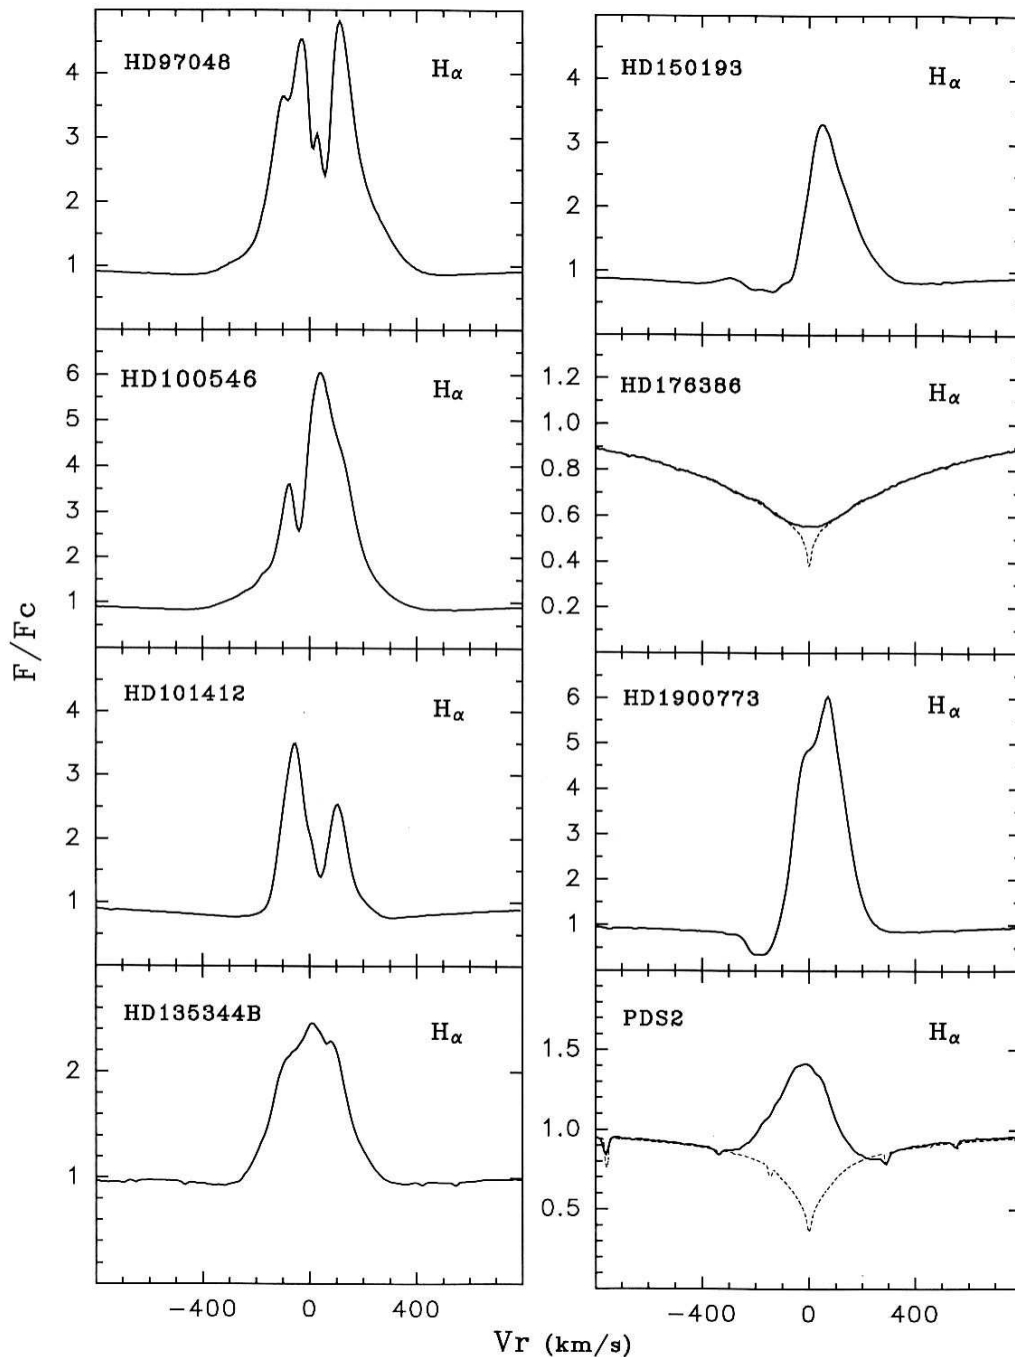 HD97048 Hα
4
3
2
1
HD100546 Hα
6
5
4
3
2
1
HD101412 Hα
4
3
2
1
HD135344B Hα
2
1
-400 0 400
HD150193 Hα
4
3
2
1
HD176386 Hα
1.2
1.0
0.8
0.6
0.4
0.2
HD1900773 Hα
6
5
4
3
2
1
PDS2 Hα
1.5
1.0
0.5
-400 0 400
F/Fc
Vr (km/s)